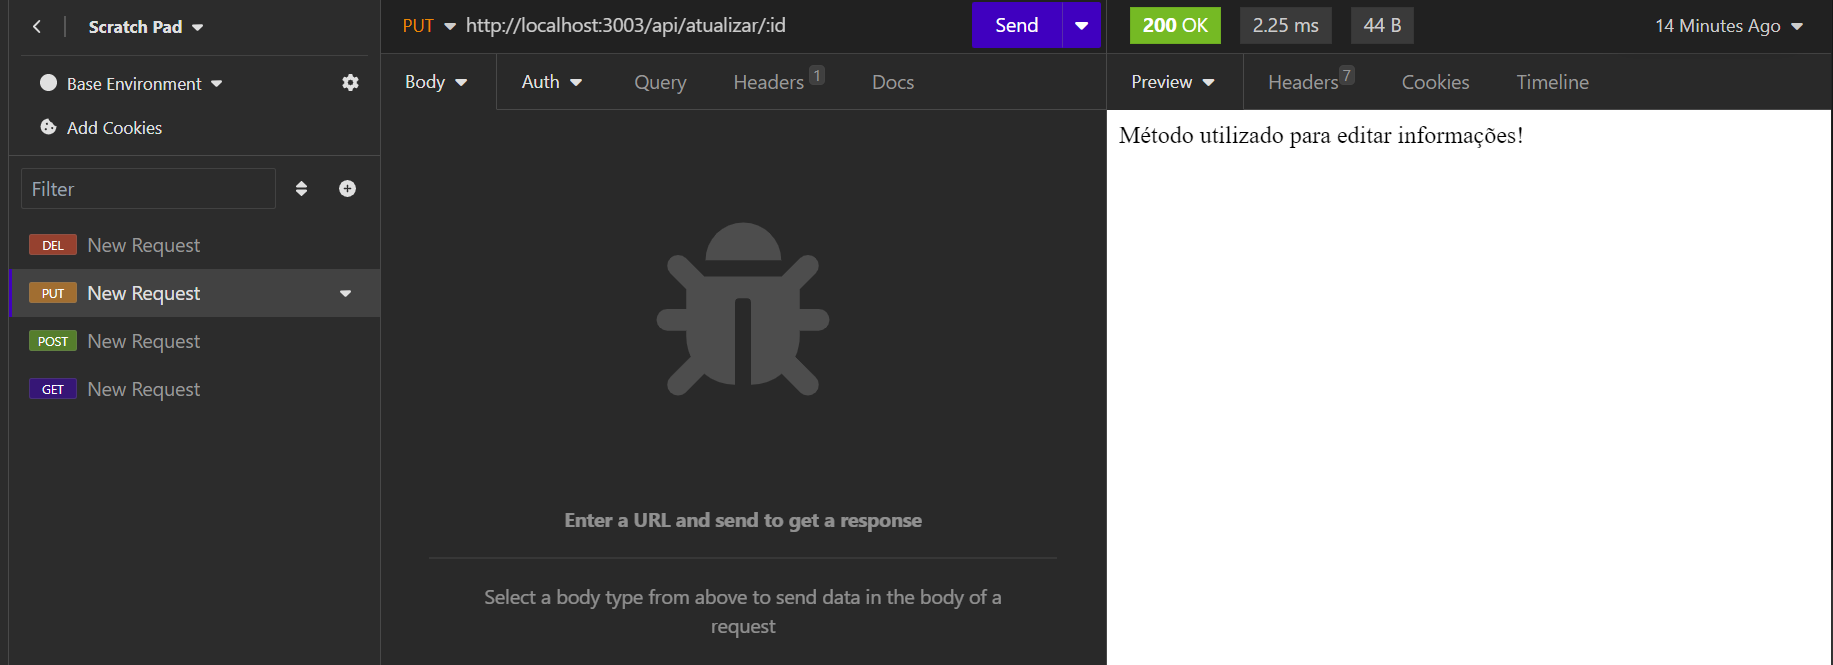 Scratch Pad
Base Environment
Add Cookies
Filter
DEL New Request
PUT New Request
POST New Request
GET New Request
PUT http://localhost:3003/api/atualizar/:id Send
Body Auth Query Headers 1 Docs
Enter a URL and send to get a response
Select a body type from above to send data in the body of a
request
200 OK 2.25 ms 44 B 14 Minutes Ago
Preview Headers 7 Cookies Timeline
Método utilizado para editar informações!